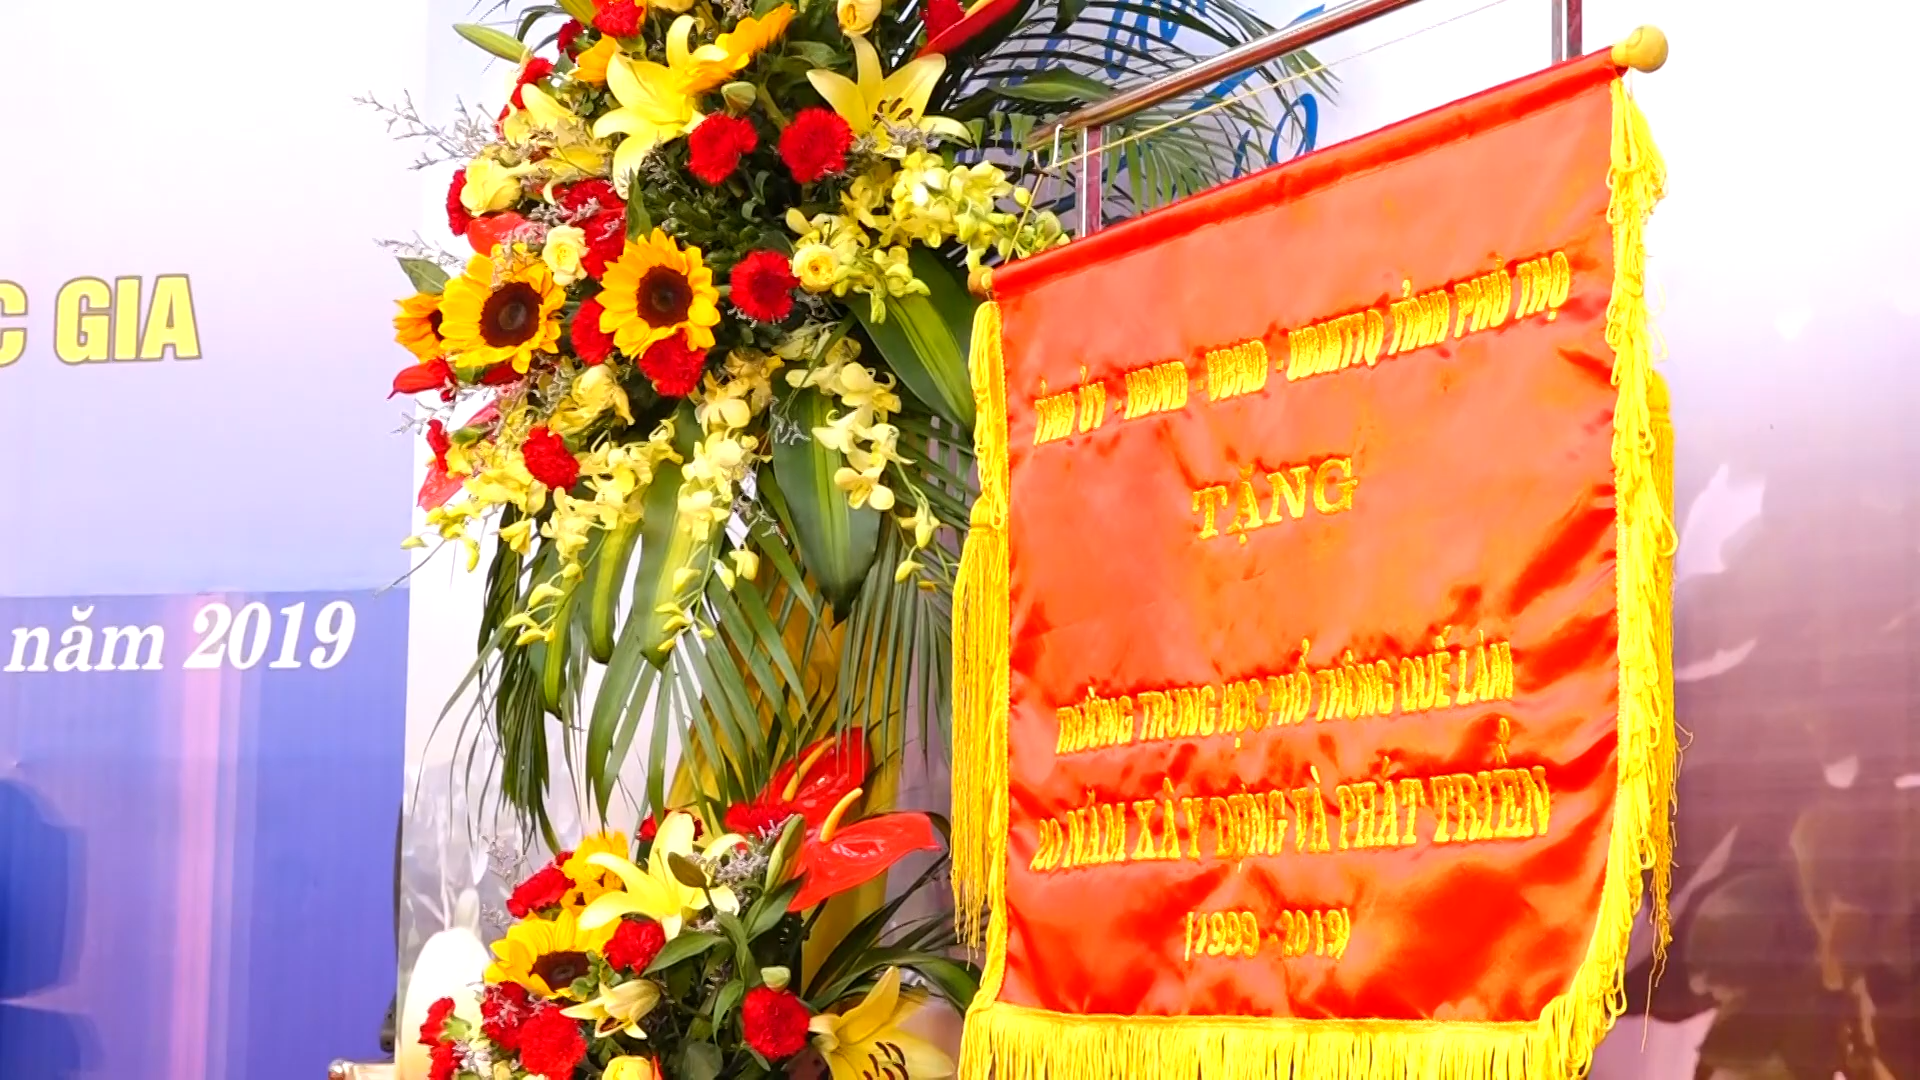 C GIA
năm 2019
TỈNH ỦY - HĐND - UBND - UBMTTQ TỈNH PHÚ THỌ
TẶNG
TRƯỜNG TRUNG HỌC PHỔ THÔNG QUẾ LÂM
20 NĂM XÂY DỰNG VÀ PHÁT TRIỂN
(1999 - 2019)